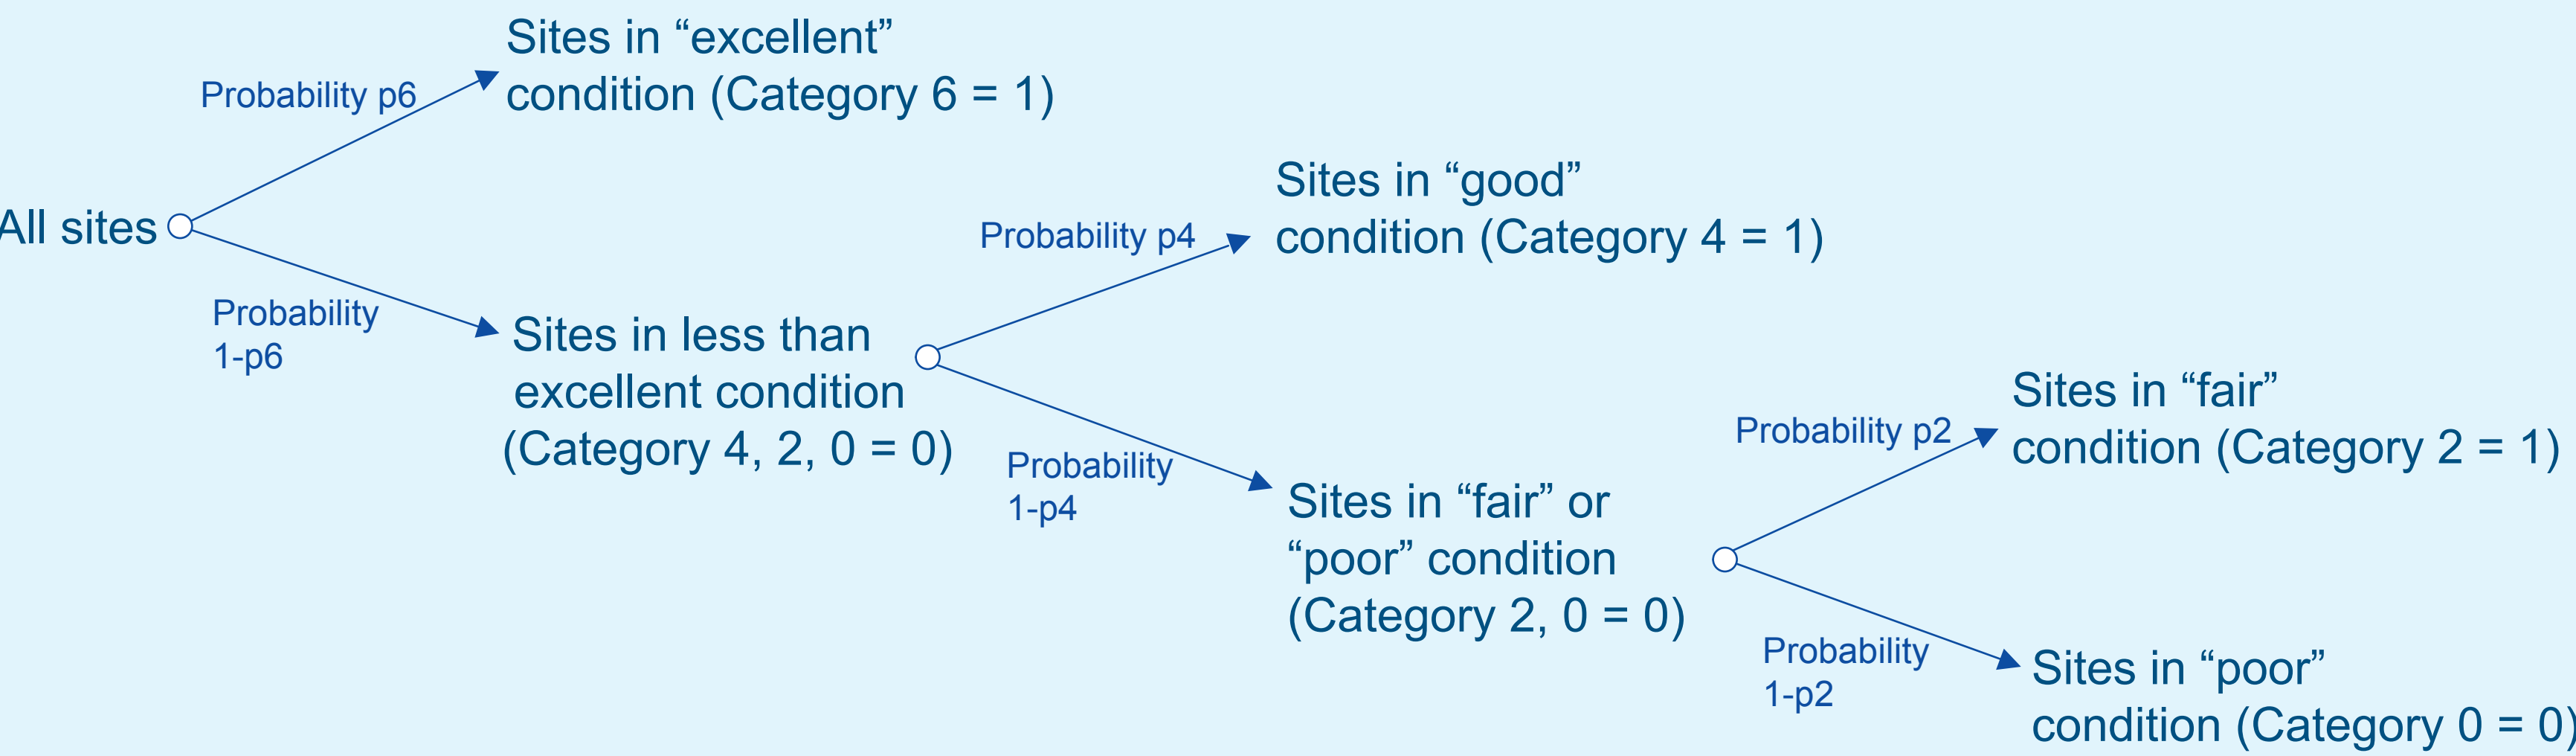 Sites in “excellent”
condition (Category 6 = 1)
Probability p6
All sites
Probability
1-p6
Sites in less than
excellent condition
(Category 4, 2, 0 = 0)
Sites in “good”
condition (Category 4 = 1)
Probability p4
Probability
1-p4
Sites in “fair” or
“poor” condition
(Category 2, 0 = 0)
Sites in “fair”
condition (Category 2 = 1)
Probability p2
Probability
1-p2
Sites in “poor”
condition (Category 0 = 0)